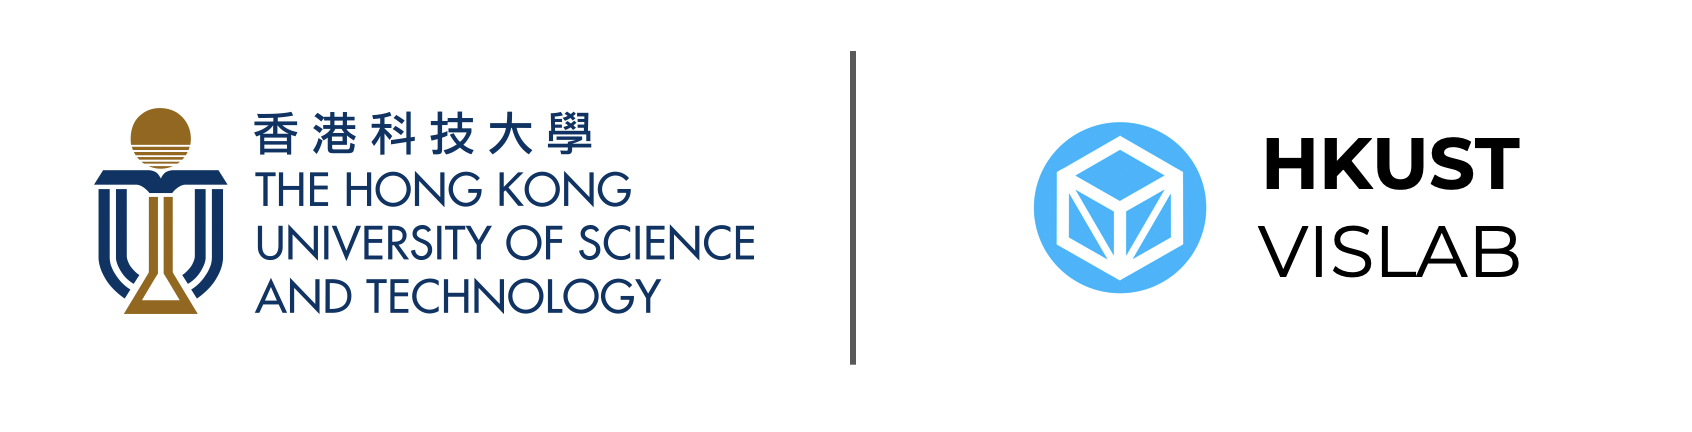 香港科技大學
THE HONG KONG
UNIVERSITY OF SCIENCE
AND TECHNOLOGY
HKUST
VISLAB